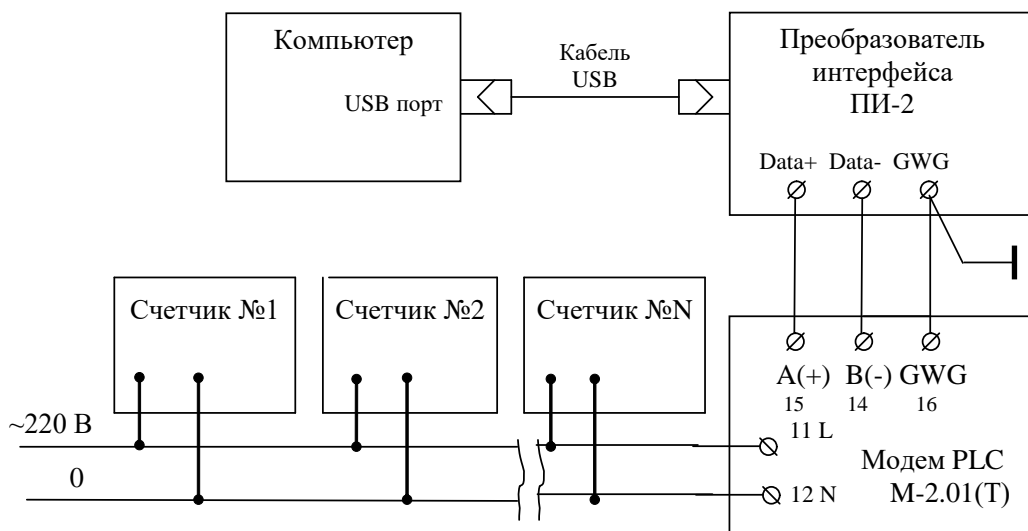 Компьютер
USB порт
Кабель
USB
Преобразователь
интерфейса
ПИ-2
Data+ Data- GWG
Счетчик №1
Счетчик №2
Счетчик №N
A(+) B(-) GWG
15 14 16
~220 В
11 L
0
12 N
Модем PLC
М-2.01(Т)